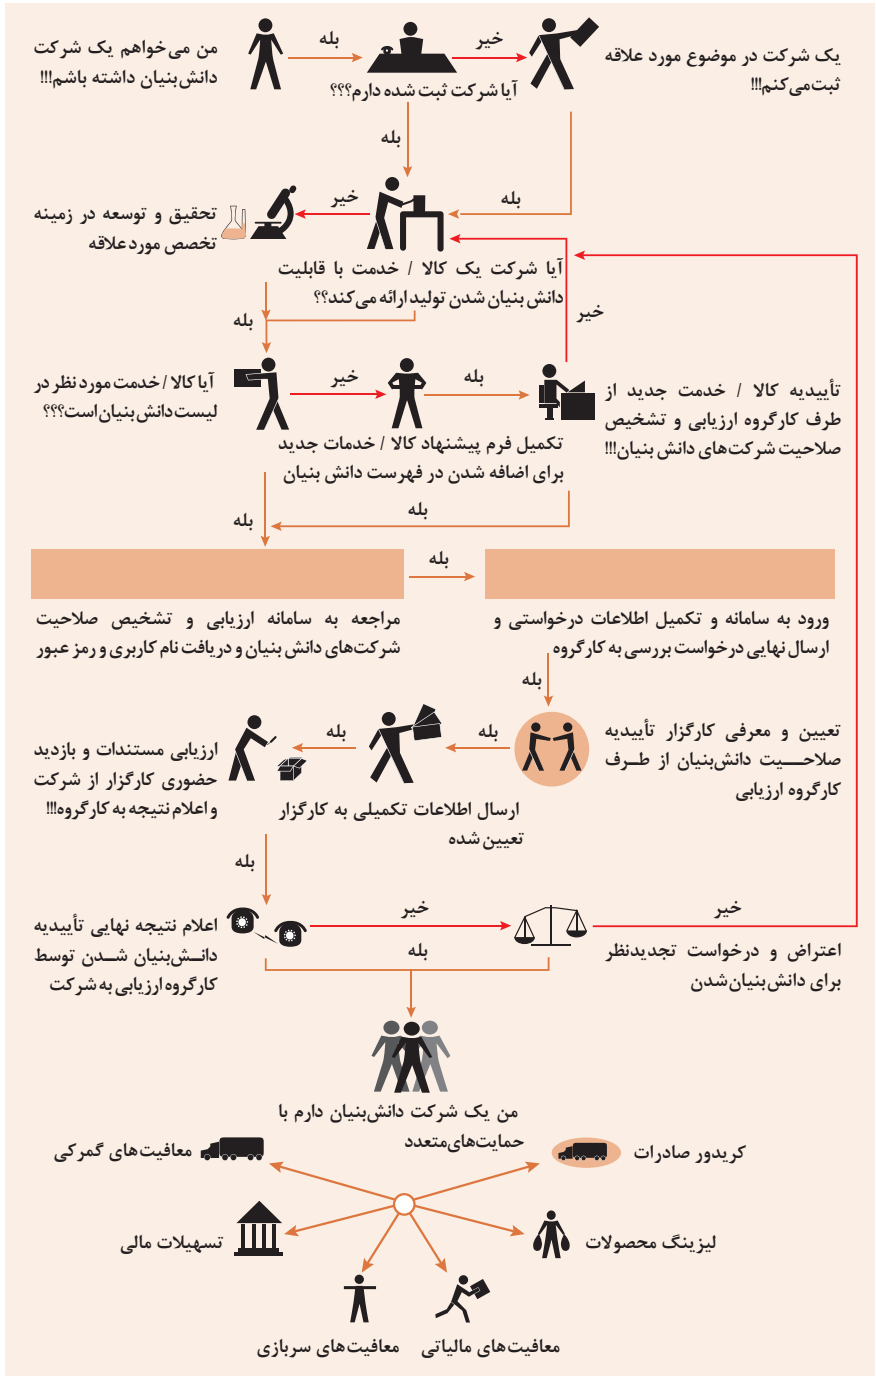 یک شرکت در موضوع مورد علاقه
ثبت‌می‌کنم!!!
خیر
بله
من می‌خواهم یک شرکت
دانش‌بنیان داشته باشم!!!
آیا شرکت ثبت شده دارم؟؟؟
بله
بله
خیر
تحقیق و توسعه در زمینه
تخصص مورد علاقه
آیا شرکت یک کالا / خدمت با قابلیت
دانش‌بنیان شدن تولید ارائه می‌کند؟؟
خیر
بله
تأییدیه کالا / خدمت جدید از
طرف کارگروه ارزیابی و تشخیص
صلاحیت شرکت‌های دانش بنیان!!!
بله
خیر
آیا کالا / خدمت مورد نظر در
لیست دانش‌بنیان است؟؟؟
تکمیل فرم پیشنهاد کالا / خدمات جدید
برای اضافه شدن در فهرست دانش بنیان
بله
بله
بله
ورود به سامانه و تکمیل اطلاعات درخواستی و
ارسال نهایی درخواست بررسی به کارگروه
مراجعه به سامانه ارزیابی و تشخیص صلاحیت
شرکت‌های دانش بنیان و دریافت نام کاربری و رمز عبور
بله
تعیین و معرفی کارگزار تأییدیه
صلاحـــیت دانش‌بنیان از طــرف
کارگروه ارزیابی
بله
بله
ارزیابی مستندات و بازدید
حضوری کارگزار از شرکت
و اعلام نتیجه به کارگروه!!!
ارسال اطلاعات تکمیلی به کارگزار
تعیین شده
بله
خیر
خیر
اعلام نتیجه نهایی تأییدیه
دانــش‌بنیان شــدن توسط
کارگروه ارزیابی به شرکت
بله
اعتراض و درخواست تجدیدنظر
برای دانش‌بنیان‌شدن
من یک شرکت دانش‌بنیان دارم با
حمایت‌های‌متعدد
کریدور صادرات
معافیت‌های گمرکی
لیزینگ محصولات
تسهیلات مالی
معافیت‌های مالیاتی
معافیت‌های سربازی